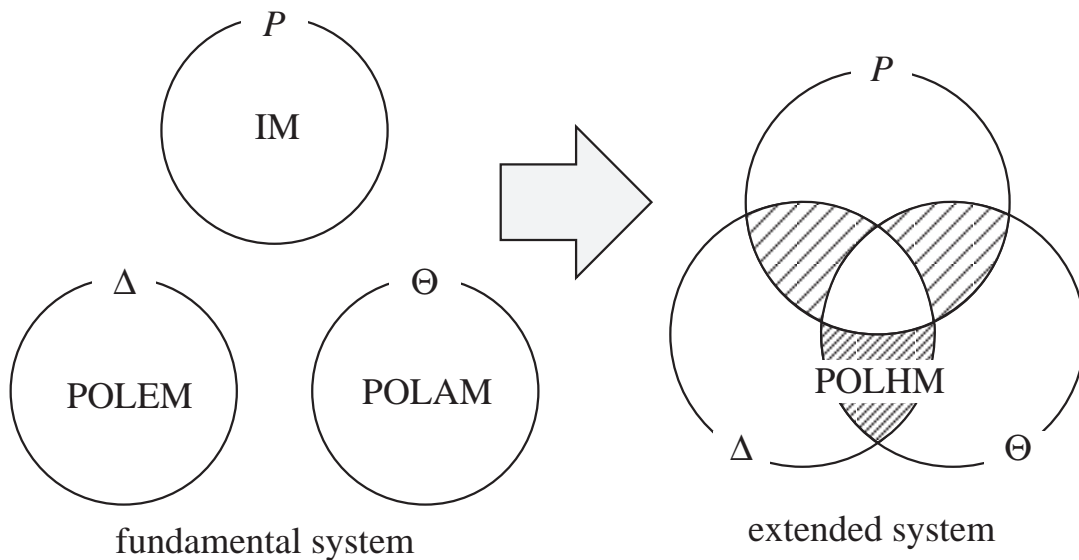 P
IM
Δ
POLEM
Θ
POLAM
fundamental system
P
POLHM
Δ
Θ
extended system